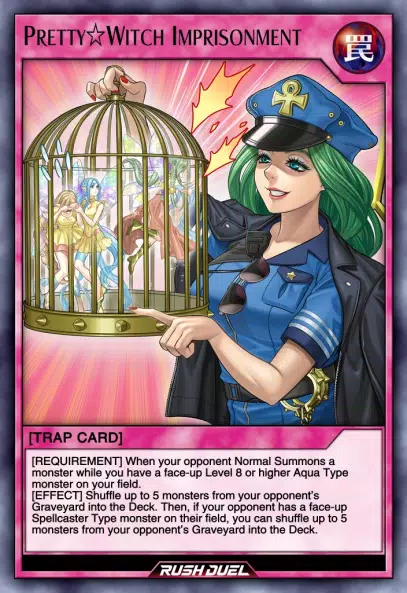 PRETTY☆WITCH IMPRISONMENT
罠
[TRAP CARD]
[REQUIREMENT] When your opponent Normal Summons a
monster while you have a face-up Level 8 or higher Aqua Type
monster on your field.
[EFFECT] Shuffle up to 5 monsters from your opponent's
Graveyard into the Deck. Then, if your opponent has a face-up
Spellcaster Type monster on their field, you can shuffle up to 5
monsters from your opponent's Graveyard into the Deck.
RUSH DUEL